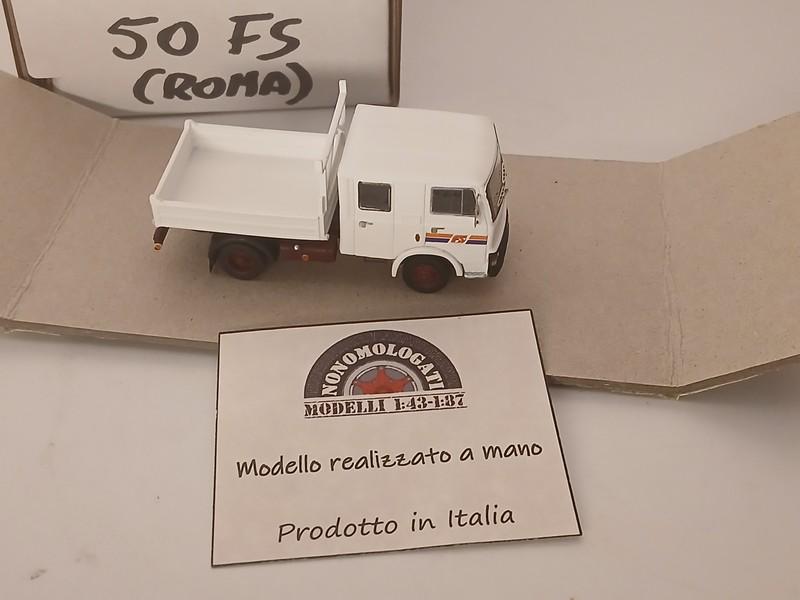 50 FS
(ROMA)
NONOMOLOGATI
MODELLI 1:43-1:87
Modello realizzato a mano
Prodotto in Italia